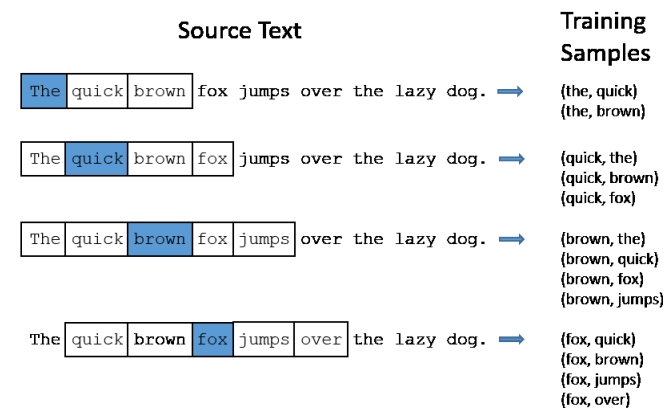 Source Text
Training
Samples
The quick brown fox jumps over the lazy dog.
(the, quick)
(the, brown)
The quick brown fox jumps over the lazy dog.
(quick, the)
(quick, brown)
(quick, fox)
The quick brown fox jumps over the lazy dog.
(brown, the)
(brown, quick)
(brown, fox)
(brown, jumps)
The quick brown fox jumps over the lazy dog.
(fox, quick)
(fox, brown)
(fox, jumps)
(fox, over)